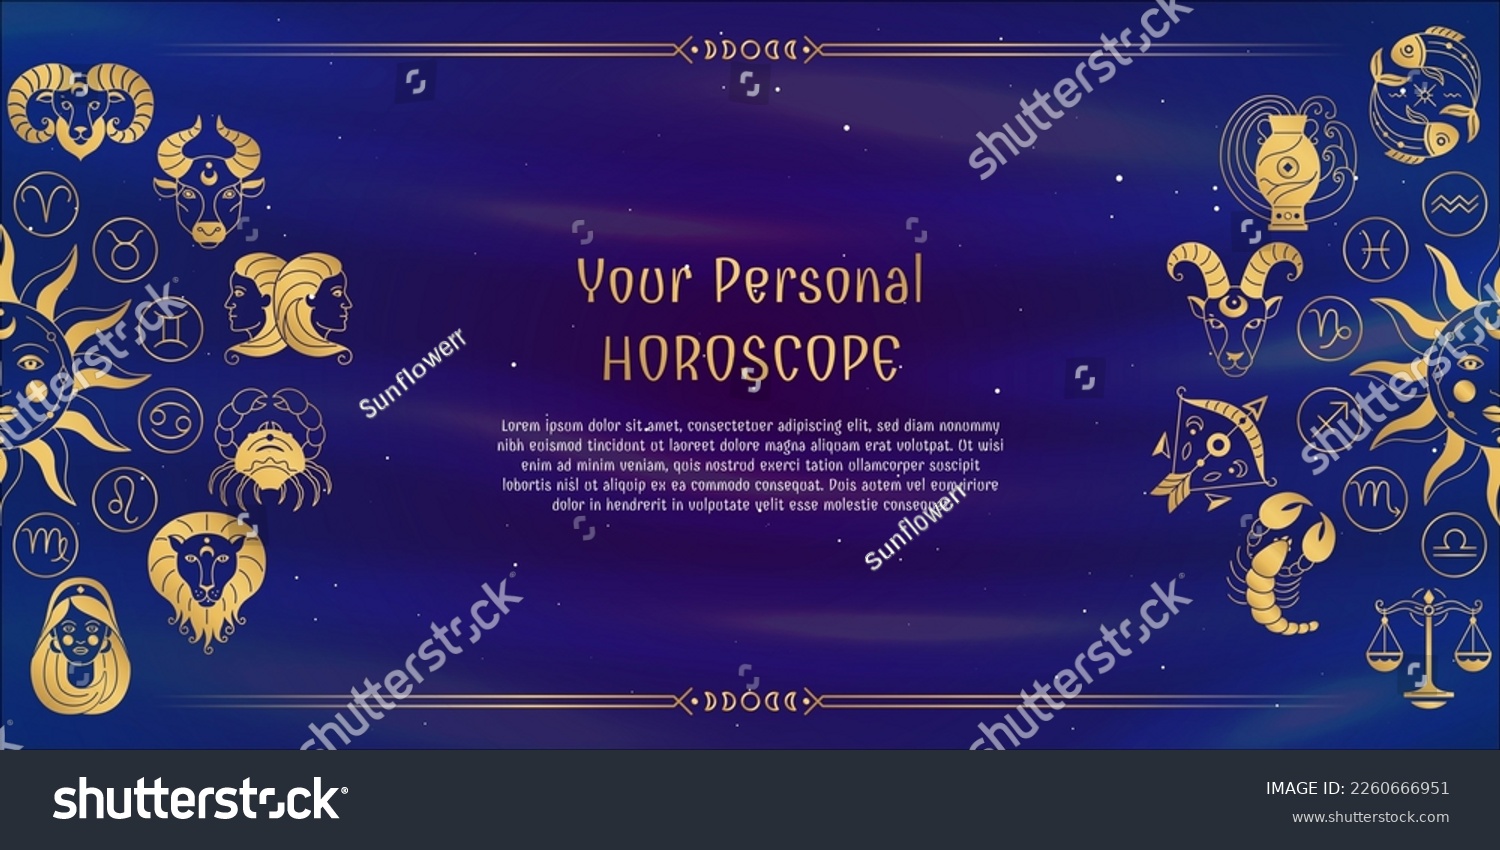 Your Personal
HOROSCOPE
Lorem ipsum dolor sit amet, consectetuer adipiscing elit, sed diam nonummy
nibh euismod tincidunt ut laoreet dolore magna aliquam erat volutpat. Ut wisi
enim ad minim veniam, quis nostrud exerci tation ullamcorper suscipit
lobortis nisl ut aliquip ex ea commodo consequat. Duis autem vel eum iriure
dolor in hendrerit in vulputate velit esse molestie consequat,
shutterstock®
shutterstock®
shutterstock®
shutterstock®
shutterstock®
Sunflowerr
Sunflowerr
shutterstock®
IMAGE ID: 2260666951
www.shutterstock.com